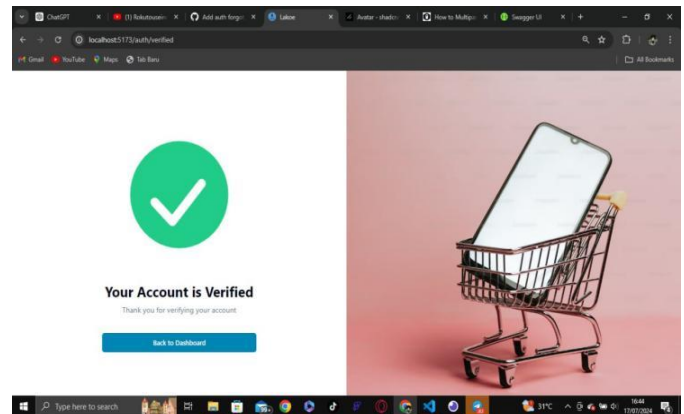 ChatGPT
(1) Rokutousei
Add auth forgo
Lakoe
Avatar - shadc
How to Multip
Swagger UI
localhost:5173/auth/verified
Gmail
YouTube
Maps
Tab Baru
All Bookmarks
Your Account is Verified
Thank you for verifying your account
Back to Dashboard
Type here to search
31°C
16:44
17/07/2024